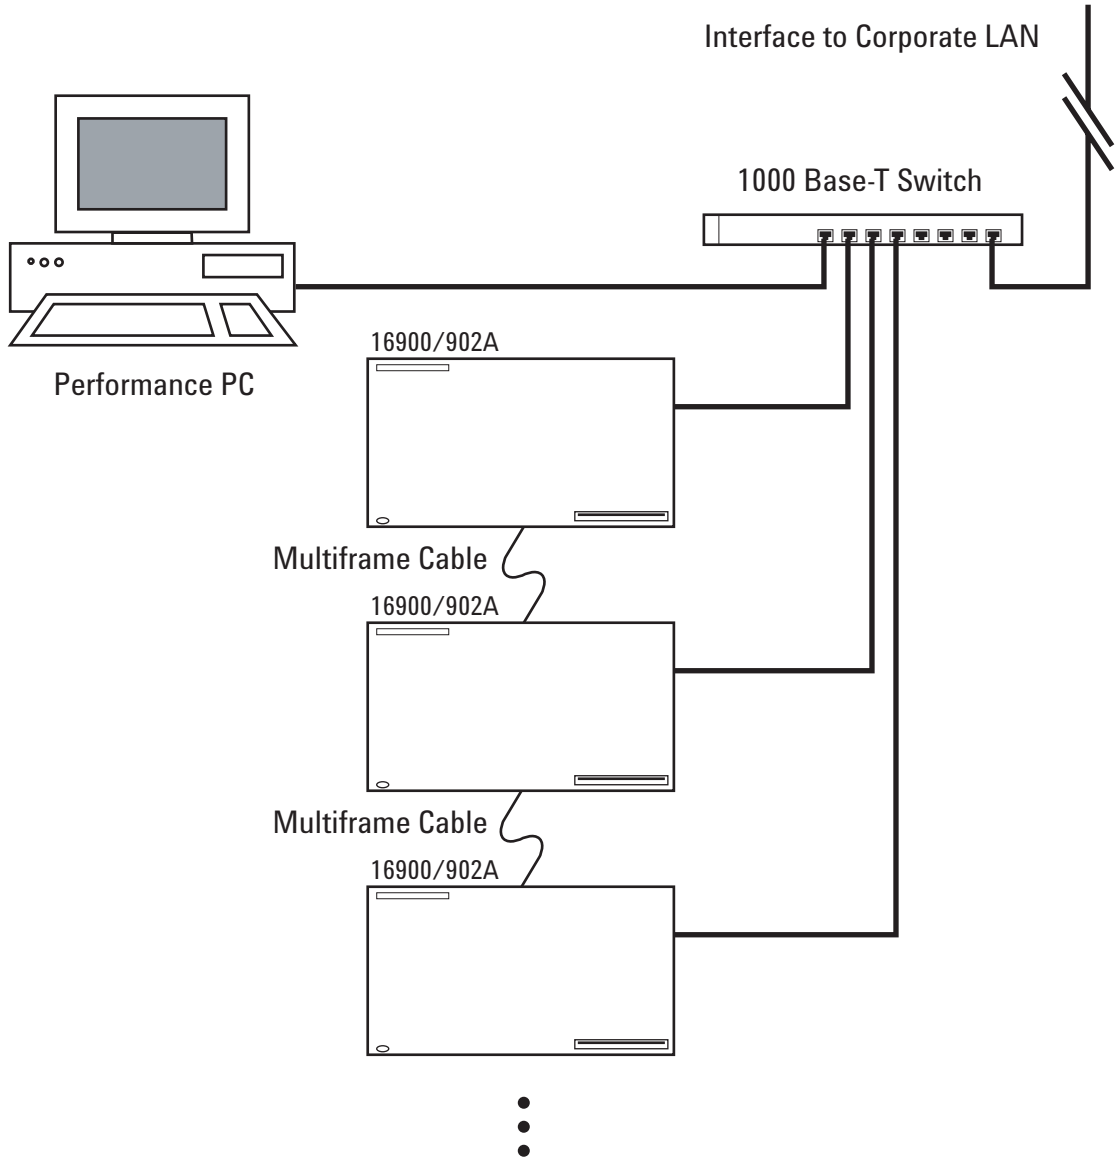 Interface to Corporate LAN
1000 Base-T Switch
Performance PC
16900/902A
Multiframe Cable
16900/902A
Multiframe Cable
16900/902A